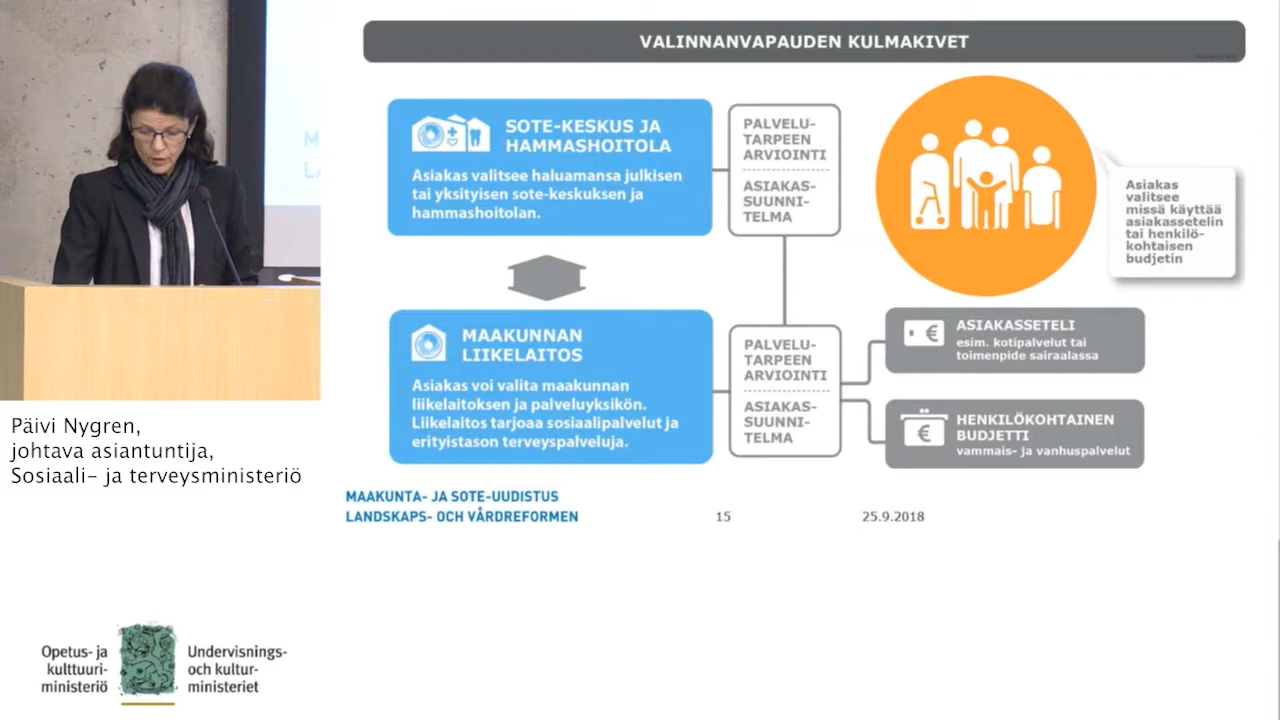 VALINNANVAPAUDEN KULMAKIVET
SOTE-KESKUS JA
HAMMASHOITOLA
Asiakas valitsee haluamansa julkisen
tai yksityisen sote-keskuksen ja
hammashoitolan.
PALVELU-
TARPEEN
ARVIOINTI
ASIAKAS-
SUUNNI-
TELMA
Asiakas
valitsee
missä käyttää
asiakassetelin
tai henkilö-
kohtaisen
budjetin
MAAKUNNAN
LIIKELAITOS
Asiakas voi valita maakunnan
liikelaitoksen ja palveluyksikön.
Liikelaitos tarjoaa sosiaalipalvelut ja
erityistason terveyspalveluja.
PALVELU-
TARPEEN
ARVIOINTI
ASIAKAS-
SUUNNI-
TELMA
€
ASIAKASSETELI
esim. kotipalvelut tai
toimenpide sairaalassa
€
HENKILÖKOHTAINEN
BUDJETTI
vammais- ja vanhuspalvelut
Päivi Nygren,
johtava asiantuntija,
Sosiaali- ja terveysministeriö
MAAKUNTA- JA SOTE-UUDISTUS
LANDSKAPS- OCH VÅRDREFORMEN
15
25.9.2018
Opetus- ja
kulttuuri-
ministeriö
Undervisnings-
och kultur-
ministeriet